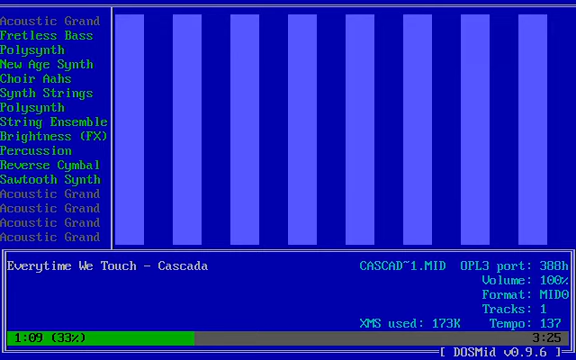 Acoustic Grand
Fretless Bass
Polysynth
New Age Synth
Choir Aahs
Synth Strings
Polysynth
String Ensemble
Brightness (FX)
Percussion
Reverse Cymbal
Sawtooth Synth
Acoustic Grand
Acoustic Grand
Acoustic Grand
Acoustic Grand
Everytime We Touch - Cascada CASCAD~1.MID OPL3 port: 388h
Volume: 100%
Format: MID0
Tracks: 1
XMS used: 173K Tempo: 137
1:09 (33%) 3:25
[ DOSMid v0.9.6 ]